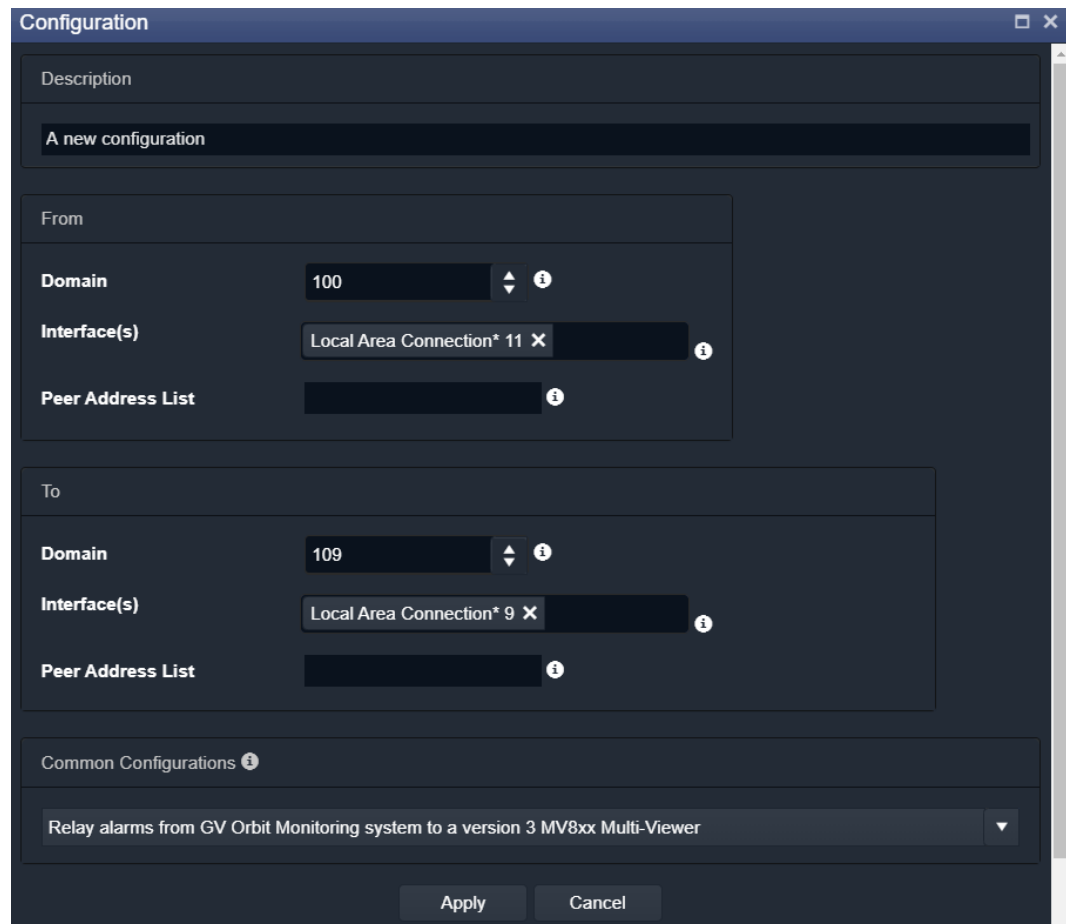 Configuration
Description
A new configuration
From
Domain 100
Interface(s) Local Area Connection* 11
Peer Address List
To
Domain 109
Interface(s) Local Area Connection* 9
Peer Address List
Common Configurations
Relay alarms from GV Orbit Monitoring system to a version 3 MV8xx Multi-Viewer
Apply Cancel